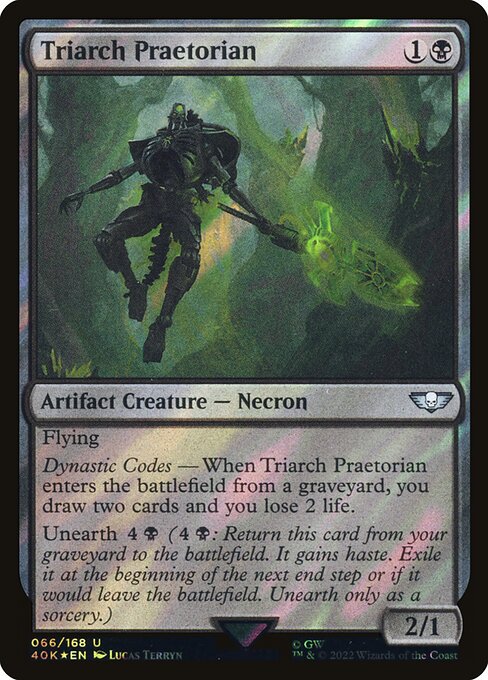 Triarch Praetorian 1
Artifact Creature — Necron
Flying
Dynastic Codes — When Triarch Praetorian
enters the battlefield from a graveyard, you
draw two cards and you lose 2 life.
Unearth 4 (4 : Return this card from your
graveyard to the battlefield. It gains haste. Exile
it at the beginning of the next end step or if it
would leave the battlefield. Unearth only as a
sorcery.)
2/1
066/168 U
40K★EN Lucas Terryn
© GW
™ & © 2022 Wizards of the Coast